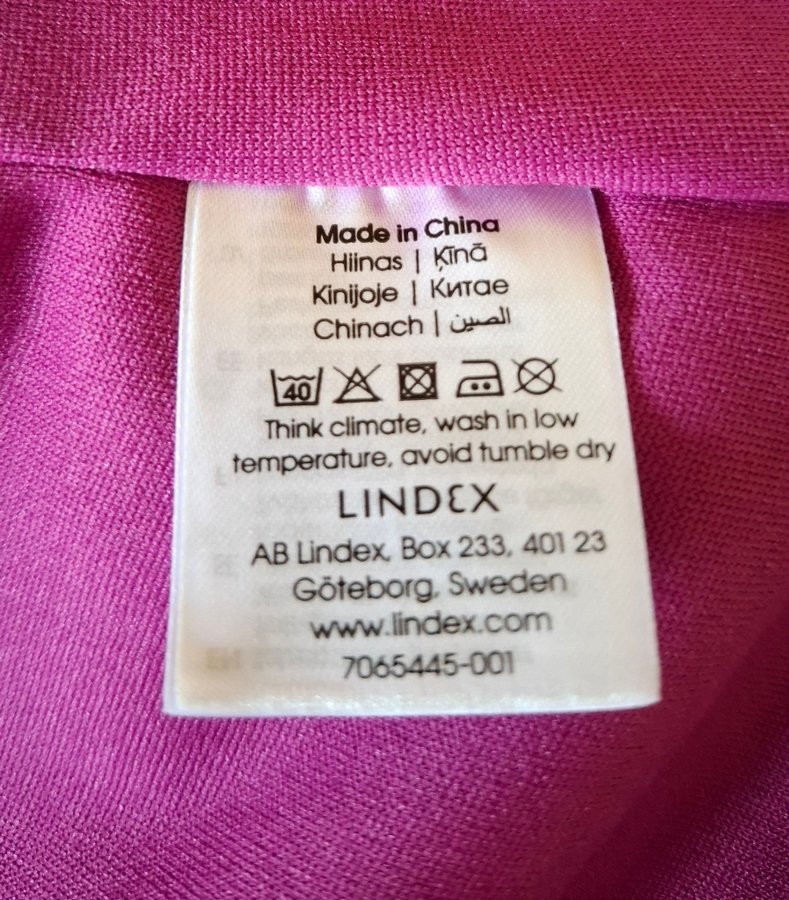 Made in China
Hiinas | Ķīnā
Kinijoje | Китае
Chinach | الصين
40
Think climate, wash in low
temperature, avoid tumble dry
LINDEX
AB Lindex, Box 233, 401 23
Göteborg, Sweden
www.lindex.com
7065445-001